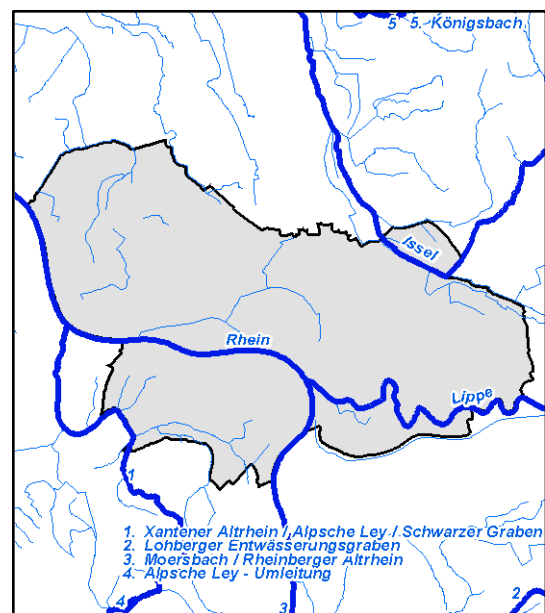 5 5. Königsbach
Issel
Rhein
Lippe
1
1. Xantener Altrhein / Alpsche Ley / Schwarzer Graben
2. Lohberger Entwässerungsgraben
3. Moersbach / Rheinberger Altrhein
4. Alpsche Ley - Umleitung
4
3
2